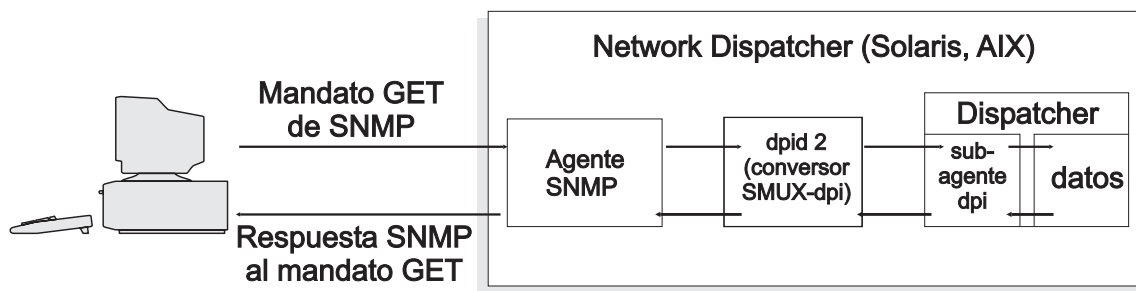 Network Dispatcher (Solaris, AIX)
Mandato GET
de SNMP
Agente
SNMP
dpid 2
(conversor
SMUX-dpi)
Dispatcher
sub-
agente
dpi
datos
Respuesta SNMP
al mandato GET